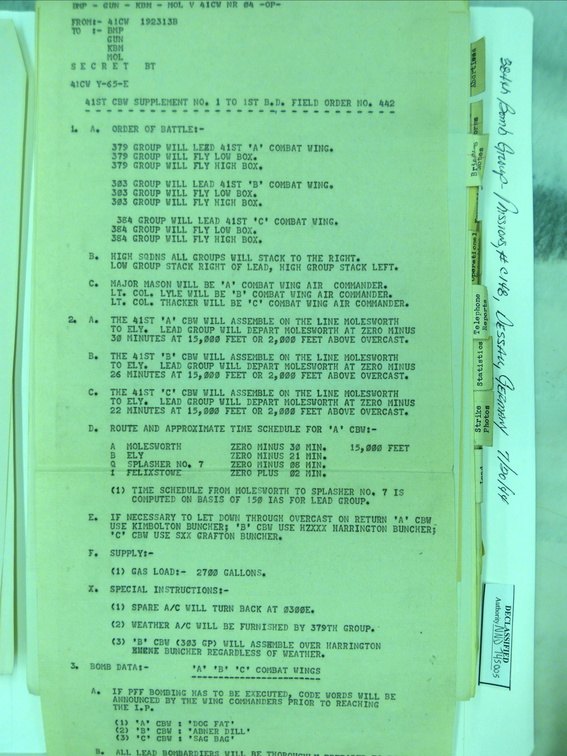 BMP - GUN - KBM - MOL V 41CW NR 04 -OP-
FROM:- 41CW 192313B
TO :- BMP
GUN
KBM
MOL
S E C R E T BT
41CW Y-65-E
41ST CBW SUPPLEMENT NO. 1 TO 1ST B.D. FIELD ORDER NO. 442
1. A. ORDER OF BATTLE:-
379 GROUP WILL LEAD 41ST 'A' COMBAT WING.
379 GROUP WILL FLY LOW BOX.
379 GROUP WILL FLY HIGH BOX.
303 GROUP WILL LEAD 41ST 'B' COMBAT WING.
303 GROUP WILL FLY LOW BOX.
303 GROUP WILL FLY HIGH BOX.
384 GROUP WILL LEAD 41ST 'C' COMBAT WING.
384 GROUP WILL FLY LOW BOX.
384 GROUP WILL FLY HIGH BOX.
B. HIGH SQDNS ALL GROUPS WILL STACK TO THE RIGHT.
LOW GROUP STACK RIGHT OF LEAD, HIGH GROUP STACK LEFT.
C. MAJOR MASON WILL BE 'A' COMBAT WING AIR COMMANDER.
LT. COL. LYLE WILL BE 'B' COMBAT WING AIR COMMANDER.
LT. COL. THACKER WILL BE 'C' COMBAT WING AIR COMMANDER.
2. A. THE 41ST 'A' CBW WILL ASSEMBLE ON THE LINE MOLESWORTH
TO ELY. LEAD GROUP WILL DEPART MOLESWORTH AT ZERO MINUS
30 MINUTES AT 15,000 FEET OR 2,000 FEET ABOVE OVERCAST.
B. THE 41ST 'B' CBW WILL ASSEMBLE ON THE LINE MOLESWORTH
TO ELY. LEAD GROUP WILL DEPART MOLESWORTH AT ZERO MINUS
26 MINUTES AT 15,000 FEET OR 2,000 FEET ABOVE OVERCAST.
C. THE 41ST 'C' CBW WILL ASSEMBLE ON THE LINE MOLESWORTH
TO ELY. LEAD GROUP WILL DEPART MOLESWORTH AT ZERO MINUS
22 MINUTES AT 15,000 FEET OR 2,000 FEET ABOVE OVERCAST.
D. ROUTE AND APPROXIMATE TIME SCHEDULE FOR 'A' CBW:-
A MOLESWORTH ZERO MINUS 30 MIN. 15,000 FEET
B ELY ZERO MINUS 21 MIN.
Q SPLASHER NO. 7 ZERO MINUS 08 MIN.
I FELIXSTOWE ZERO PLUS 02 MIN.
(1) TIME SCHEDULE FROM MOLESWORTH TO SPLASHER NO. 7 IS
COMPUTED ON BASIS OF 150 IAS FOR LEAD GROUP.
E. IF NECESSARY TO LET DOWN THROUGH OVERCAST ON RETURN 'A' CBW
USE KIMBOLTON BUNCHER; 'B' CBW USE HZXXX HARRINGTON BUNCHER;
'C' CBW USE SXX GRAFTON BUNCHER.
F. SUPPLY:-
(1) GAS LOAD:- 2700 GALLONS.
X. SPECIAL INSTRUCTIONS:-
(1) SPARE A/C WILL TURN BACK AT 0300E.
(2) WEATHER A/C WILL BE FURNISHED BY 379TH GROUP.
(3) 'B' CBW (303 GP) WILL ASSEMBLE OVER HARRINGTON
BUNCHER REGARDLESS OF WEATHER.
3. BOMB DATA:- 'A' 'B' 'C' COMBAT WINGS
A. IF PFF BOMBING HAS TO BE EXECUTED, CODE WORDS WILL BE
ANNOUNCED BY THE WING COMMANDERS PRIOR TO REACHING
THE I.P.
(1) 'A' CBW : 'DOG FAT'
(2) 'B' CBW : 'ABNER DILL'
(3) 'C' CBW : 'SAG BAG'
B. ALL LEAD BOMBARDIERS WILL BE THOROUGHLY
Abortives
Operational
Telephone
Reports
Statistics
Strike
Photos
384th Bomb Group - Mission # C148, Dessau, Germany 7/20/44
DECLASSIFIED
Authority NND 745005